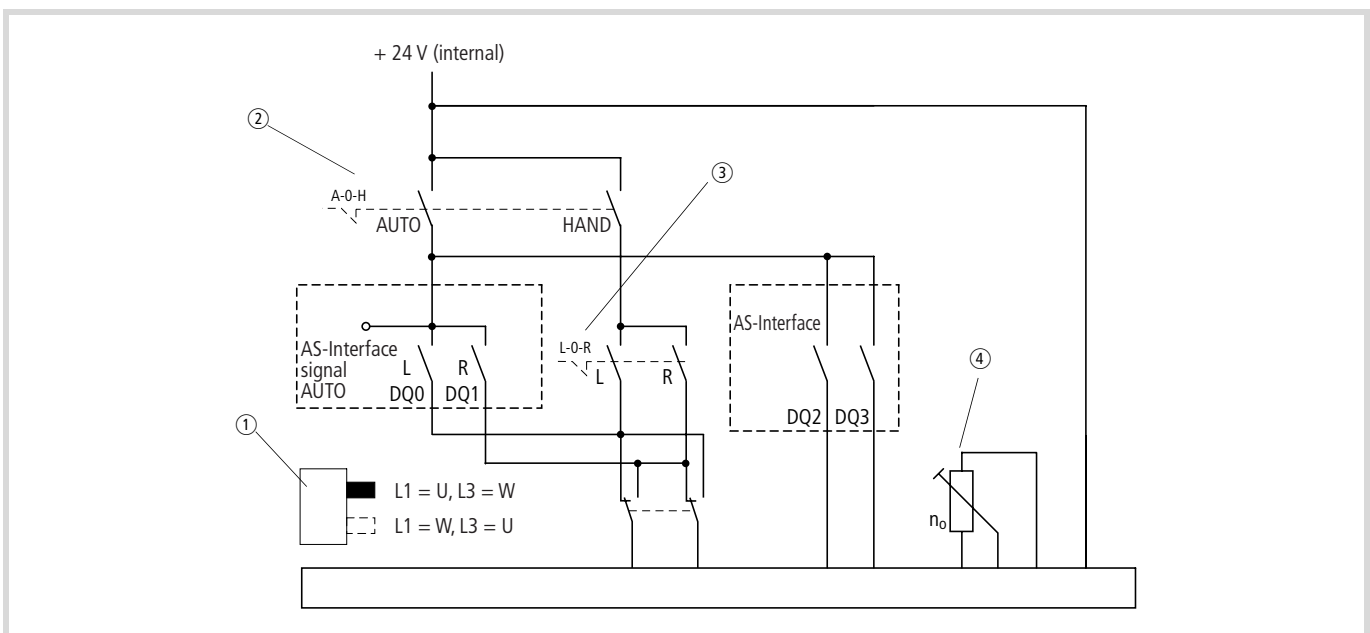 + 24 V (internal)
②
③
A-0-H
AUTO
HAND
AS-Interface
signal
AUTO
L
R
DQ0
DQ1
L-0-R
L
R
AS-Interface
DQ2
DQ3
④
①
L1 = U, L3 = W
L1 = W, L3 = U
n₀